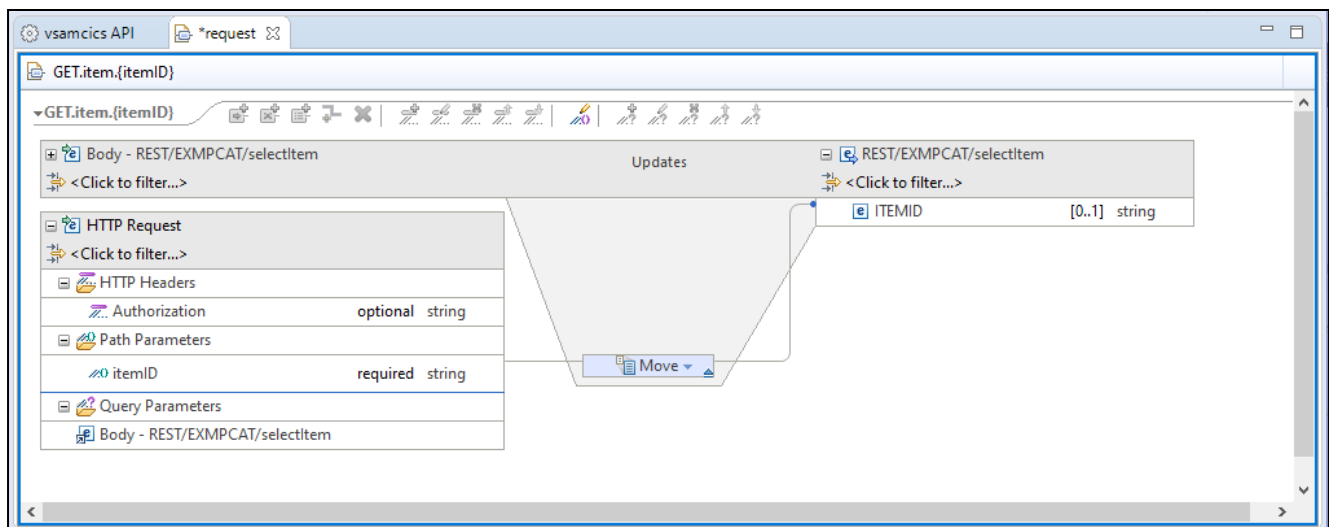 vsamcics API
*request
GET.item.{itemID}
GET.item.{itemID}
Body - REST/EXMPCAT/selectItem
<Click to filter...>
Updates
REST/EXMPCAT/selectItem
<Click to filter...>
ITEMID [0..1] string
HTTP Request
<Click to filter...>
HTTP Headers
Authorization optional string
Path Parameters
itemID required string
Move
Query Parameters
Body - REST/EXMPCAT/selectItem